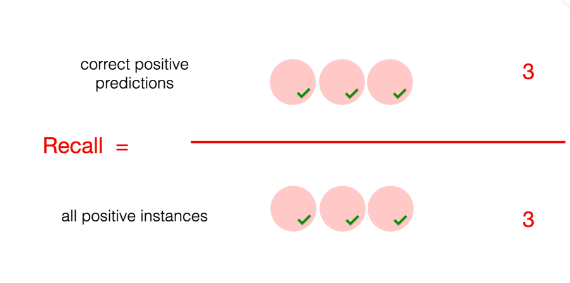 correct positive
predictions
3
Recall =
all positive instances
3